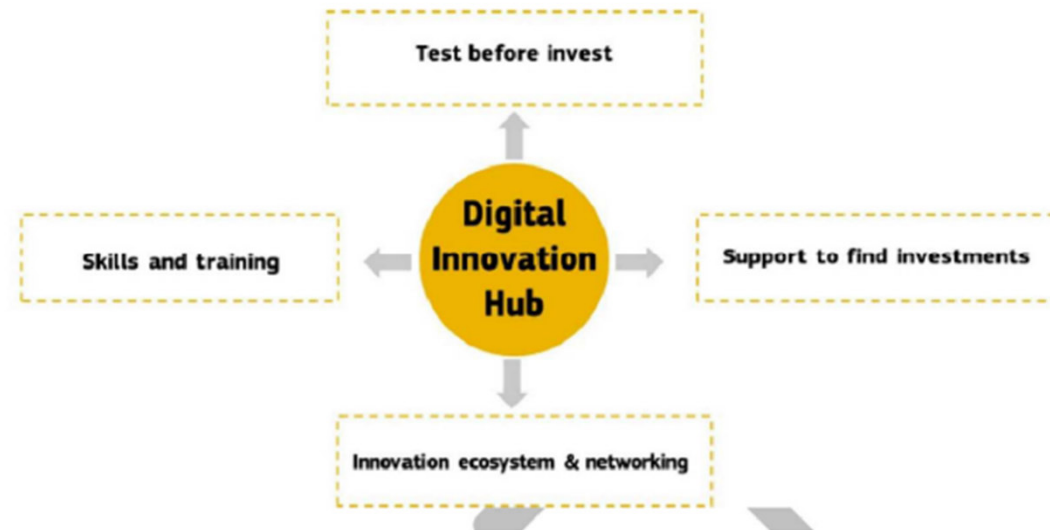 Test before invest
Digital
Innovation
Hub
Skills and training
Support to find investments
Innovation ecosystem & networking